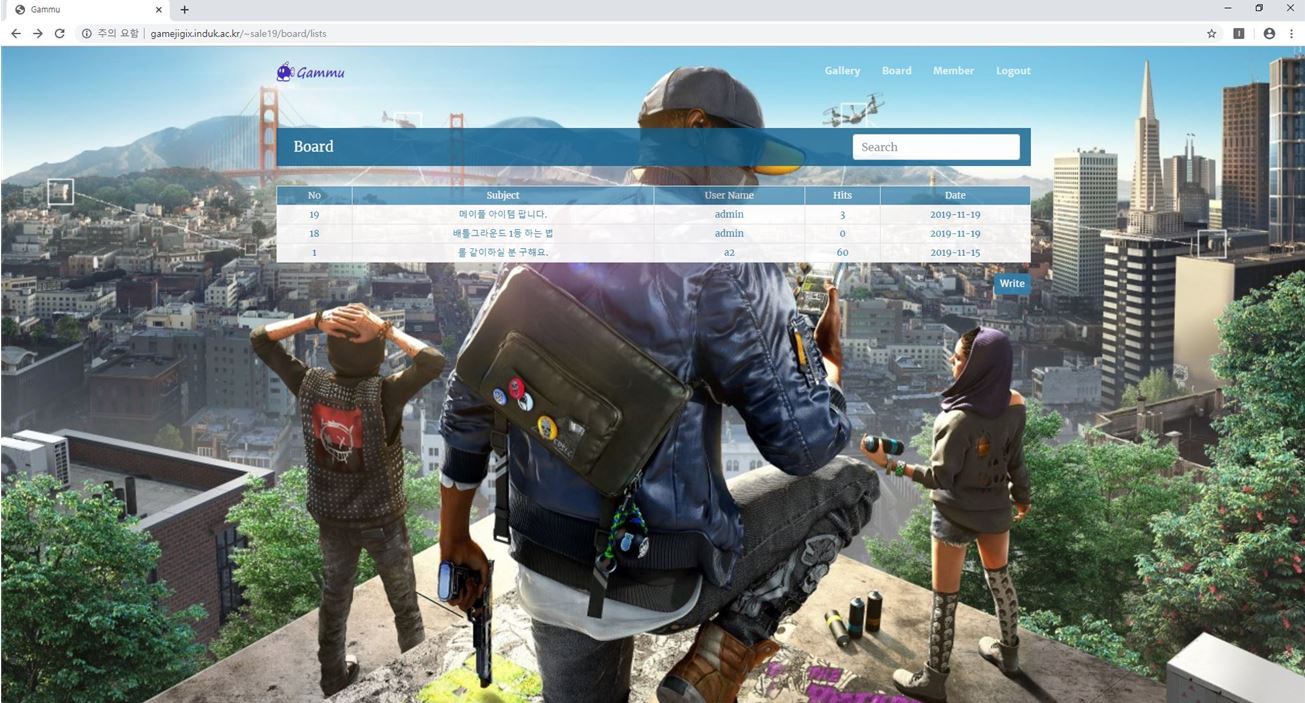 Gammu
주의 요함 | gamejigix.induk.ac.kr/~sale19/board/lists
Gammu
Gallery Board Member Logout
Board Search
No Subject User Name Hits Date
19 메이플 아이템 팝니다. admin 3 2019-11-19
18 배틀그라운드 1등 하는 법 admin 0 2019-11-19
1 롤 같이하실 분 구해요. a2 60 2019-11-15
Write